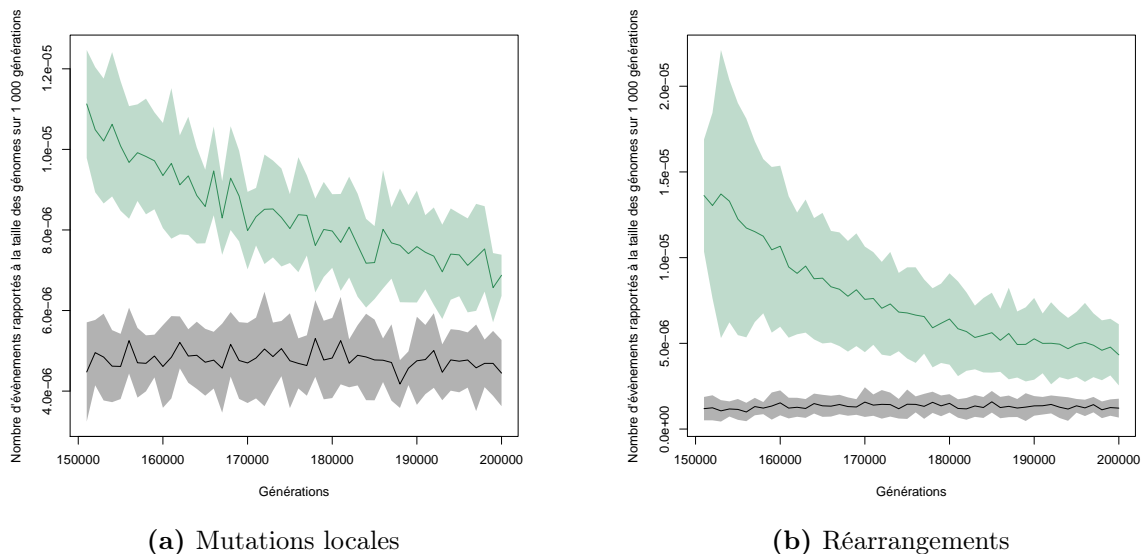 Nombre d'évènements rapportés à la taille des génomes sur 1 000 générations
1.2e−05
1.0e−05
8.0e−06
6.0e−06
4.0e−06
150000 160000 170000 180000 190000 200000
Générations
(a) Mutations locales
Nombre d'évènements rapportés à la taille des génomes sur 1 000 générations
2.0e−05
1.5e−05
1.0e−05
5.0e−06
0.0e+00
150000 160000 170000 180000 190000 200000
Générations
(b) Réarrangements